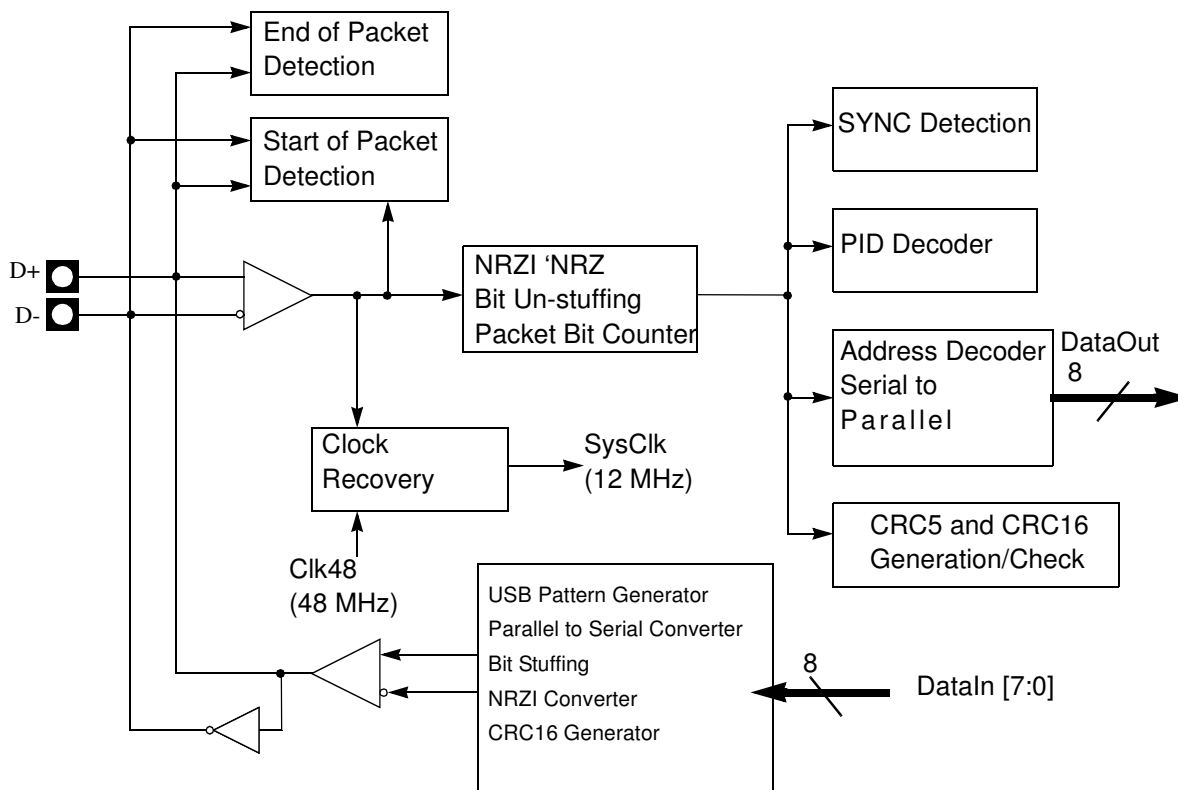 End of Packet
Detection
Start of Packet
Detection
SYNC Detection
PID Decoder
D+
D-
NRZI ‘NRZ
Bit Un-stuffing
Packet Bit Counter
Address Decoder
Serial to
Parallel
DataOut
8
Clock
Recovery
SysClk
(12 MHz)
CRC5 and CRC16
Generation/Check
Clk48
(48 MHz)
USB Pattern Generator
Parallel to Serial Converter
Bit Stuffing
NRZI Converter
CRC16 Generator
8
DataIn [7:0]